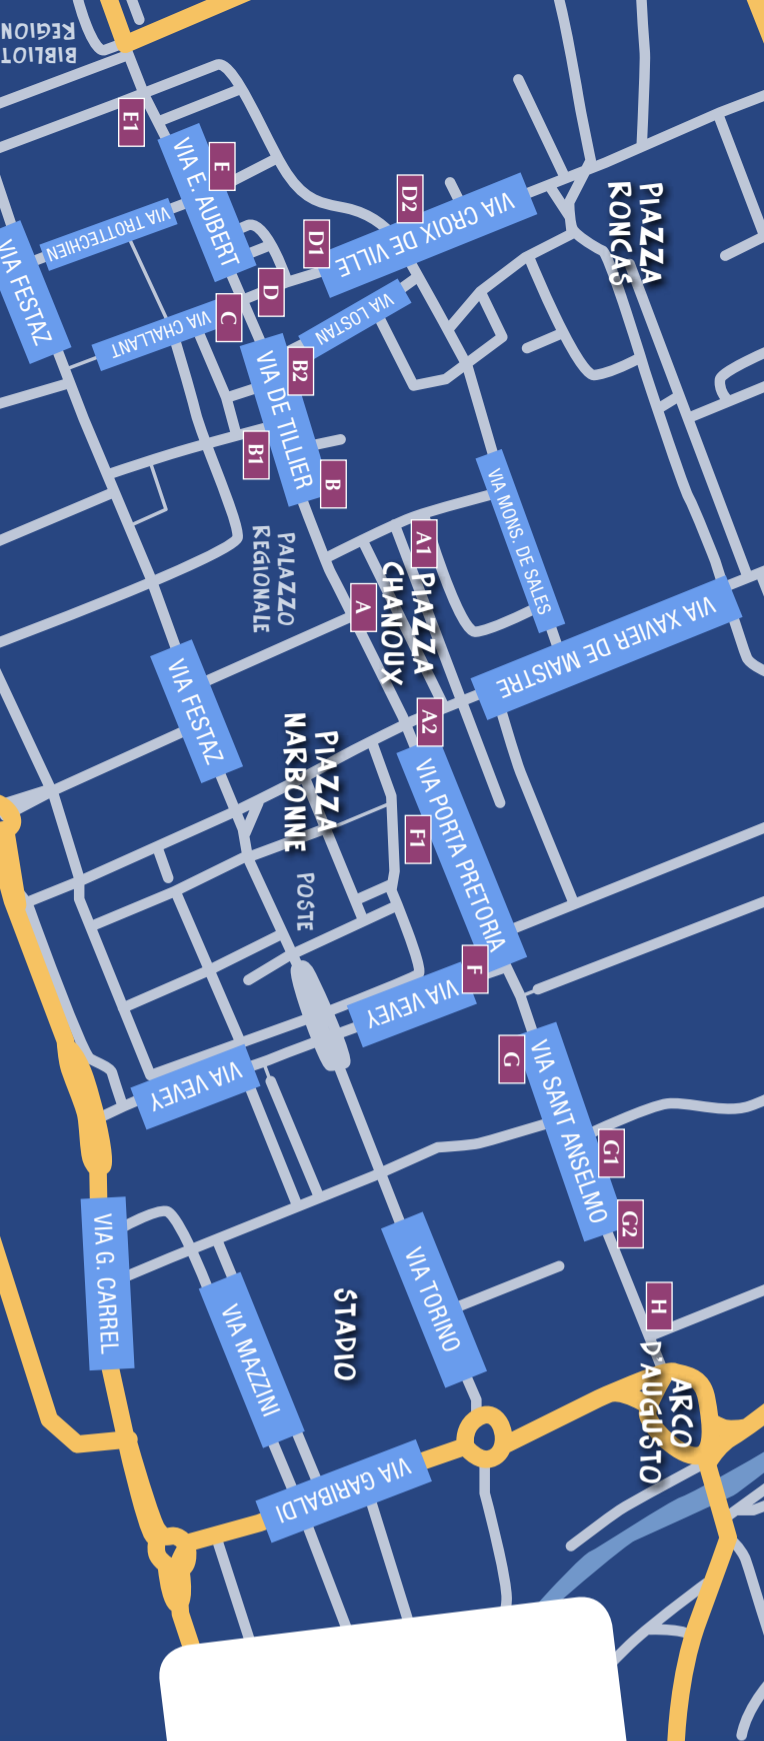 BIBLIOT
REGION
E1
VIA E. AUBERT
E
D2
VIA TROTTECHIEN
VIA FESTAZ
D1
VIA CROIX DE VILLE
PIAZZA
RONCAS
D
C
VIA CHALLANT
VIA LOSTAN
B2
VIA DE TILLIER
B1
B
VIA MONS. DE SALES
PALAZZO
REGIONALE
A1
A
PIAZZA
CHANOUX
VIA XAVIER DE MAISTRE
VIA FESTAZ
A2
PIAZZA
NARBONNE
VIA PORTA PRETORIA
F1
POSTE
F
VIA VEVEY
VIA VEVEY
G
VIA SANT ANSELMO
G1
G2
VIA G. CARREL
VIA TORINO
STADIO
H
VIA MAZZINI
ARCO
D'AUGUSTO
VIA GARIBALDI